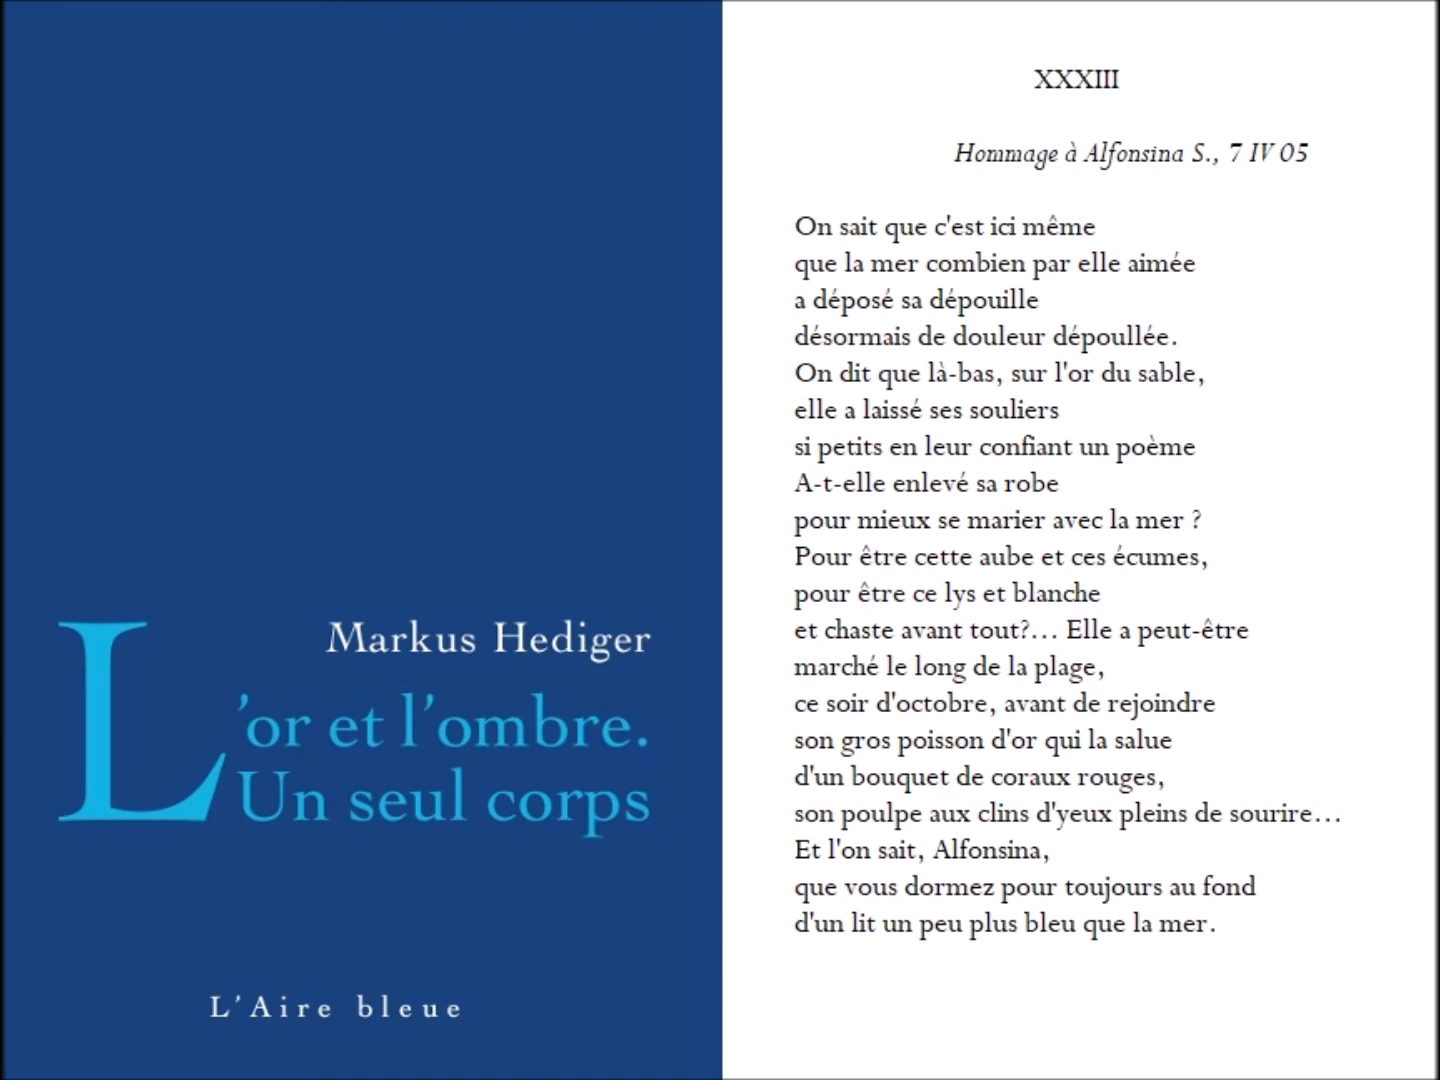 Markus Hediger
L'or et l'ombre.
Un seul corps
L'Aire bleue
XXXIII
Hommage à Alfonsina S., 7 IV 05
On sait que c'est ici même
que la mer combien par elle aimée
a déposé sa dépouille
désormais de douleur dépoullée.
On dit que là-bas, sur l'or du sable,
elle a laissé ses souliers
si petits en leur confiant un poème
A-t-elle enlevé sa robe
pour mieux se marier avec la mer ?
Pour être cette aube et ces écumes,
pour être ce lys et blanche
et chaste avant tout?... Elle a peut-être
marché le long de la plage,
ce soir d'octobre, avant de rejoindre
son gros poisson d'or qui la salue
d'un bouquet de coraux rouges,
son poulpe aux clins d'yeux pleins de sourire...
Et l'on sait, Alfonsina,
que vous dormez pour toujours au fond
d'un lit un peu plus bleu que la mer.